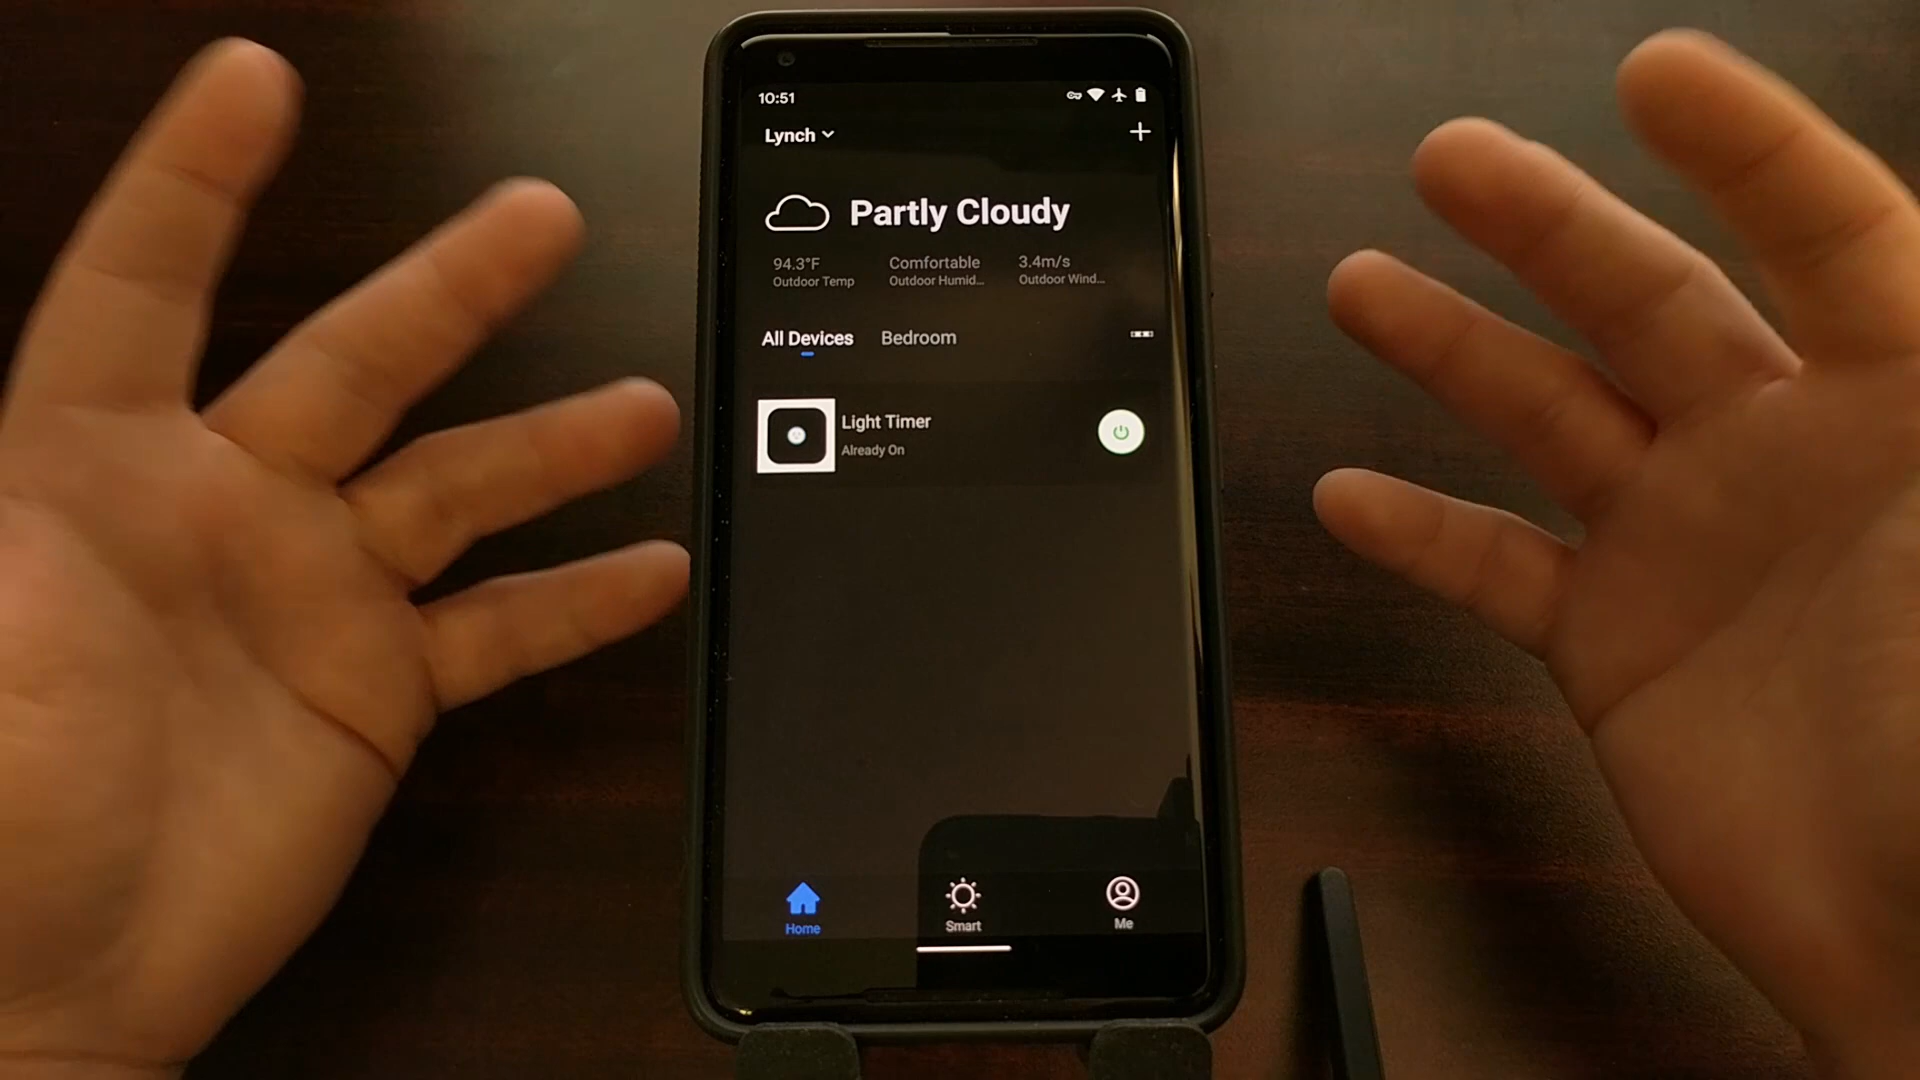 10:51
Lynch
Partly Cloudy
94.3°F
Outdoor Temp
Comfortable
Outdoor Humid...
3.4m/s
Outdoor Wind...
All Devices
Bedroom
Light Timer
Already On
Home
Smart
Me